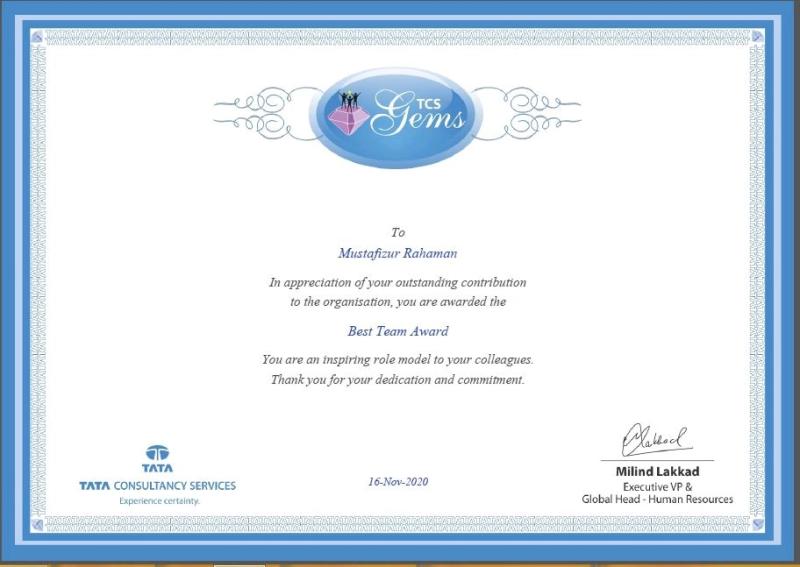 TCS
Gems
To
Mustafizur Rahaman
In appreciation of your outstanding contribution
to the organisation, you are awarded the
Best Team Award
You are an inspiring role model to your colleagues.
Thank you for your dedication and commitment.
TATA
TATA CONSULTANCY SERVICES
Experience certainty.
16-Nov-2020
Lakkad
Milind Lakkad
Executive VP &
Global Head - Human Resources